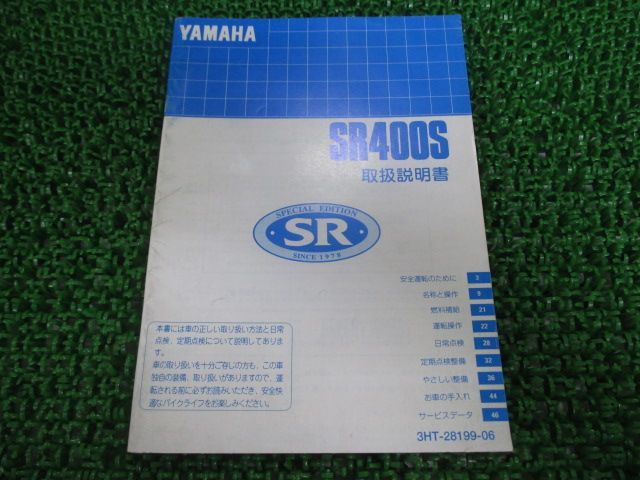 YAMAHA
SR400S
取扱説明書
SPECIAL EDITION
SR
SINCE 1978
安全運転のために 2
名称と操作 9
燃料補給 21
運転操作 22
日常点検 28
定期点検整備 32
やさしい整備 36
お車の手入れ 44
サービスデータ 46
本書には車の正しい取り扱い方法と日常
点検、定期点検について説明してありま
す。
車の取り扱いを十分ご存じの方も、この車
独自の装備、取り扱いがありますので、運
転される前に必ずお読みいただき、安全快
適なバイクライフをお楽しみください。
3HT-28199-06